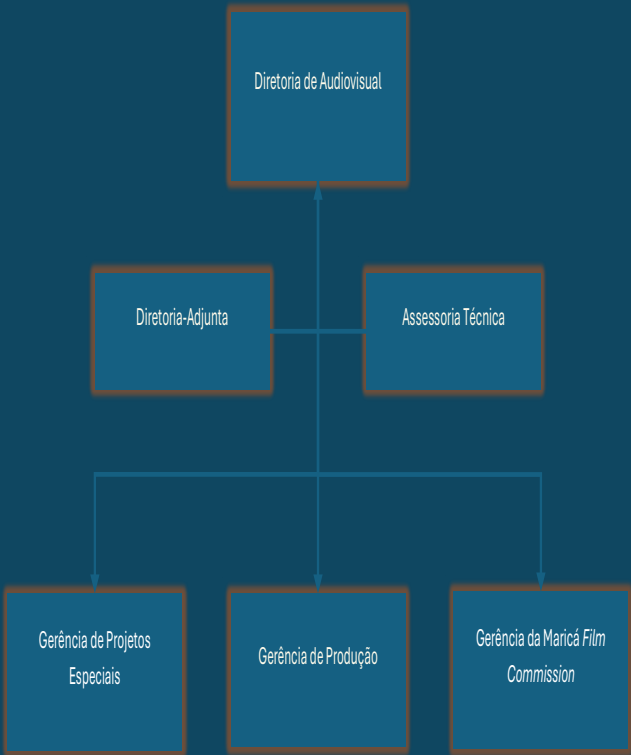 Diretoria de Audiovisual
Diretoria-Adjunta
Assessoria Técnica
Gerência de Projetos
Especiais
Gerência de Produção
Gerência da Maricá Film
Commission